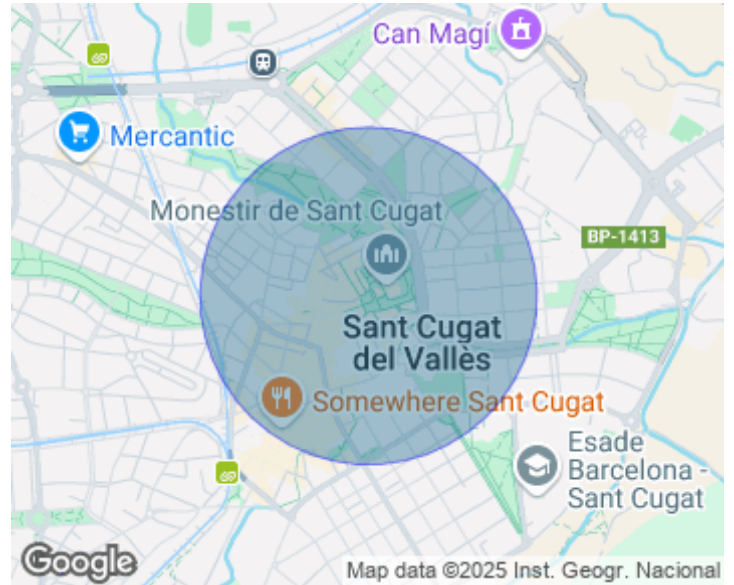 Can Magí
Mercantic
Monestir de Sant Cugat
BP-1413
Sant Cugat
del Vallès
Somewhere Sant Cugat
Esade
Barcelona -
Sant Cugat
Google
Map data ©2025 Inst. Geogr. Nacional